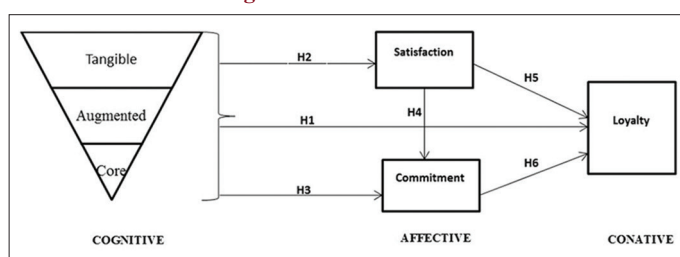 Tangible
Augmented
Core
H2
H1
H3
Satisfaction
H4
Commitment
H5
H6
Loyalty
COGNITIVE
AFFECTIVE
CONATIVE